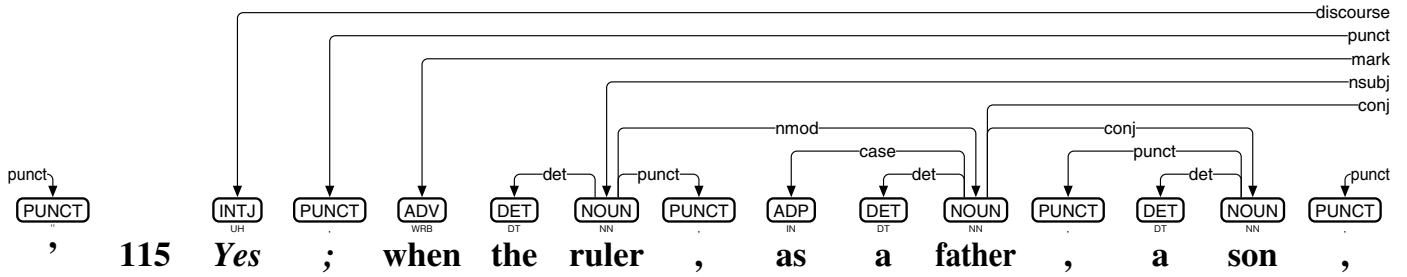 discourse
punct
mark
nsubj
conj
nmod conj
case punct
punct det punct det det punct
PUNCT INTJ PUNCT ADV DET NOUN PUNCT ADP DET NOUN PUNCT DET NOUN PUNCT
'' UH . WRB DT NN , IN DT NN , DT NN ,
’ 115 Yes ; when the ruler , as a father , a son ,